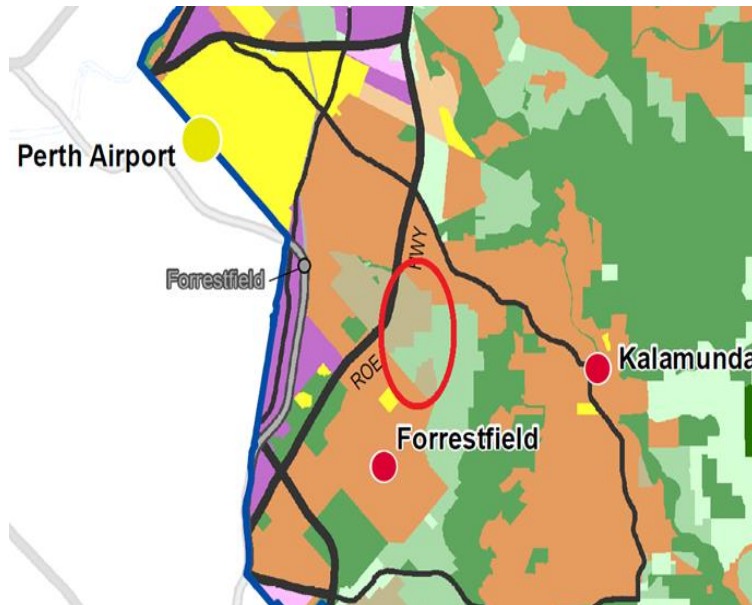 Perth Airport
HWY
Forrestfield
ROE
Kalamunda
Forrestfield